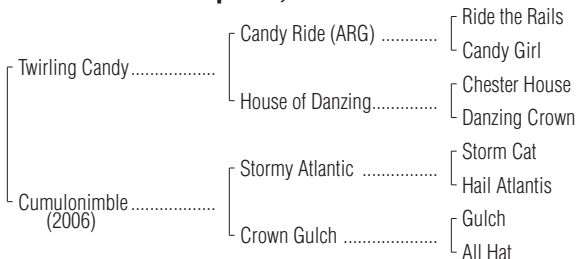 Ride the Rails
Candy Ride (ARG) ............
Candy Girl
Twirling Candy..................
Chester House
House of Danzing..............
Danzing Crown
Storm Cat
Stormy Atlantic ................
Hail Atlantis
Cumulonimble ..................
(2006)
Gulch
Crown Gulch ....................
All Hat